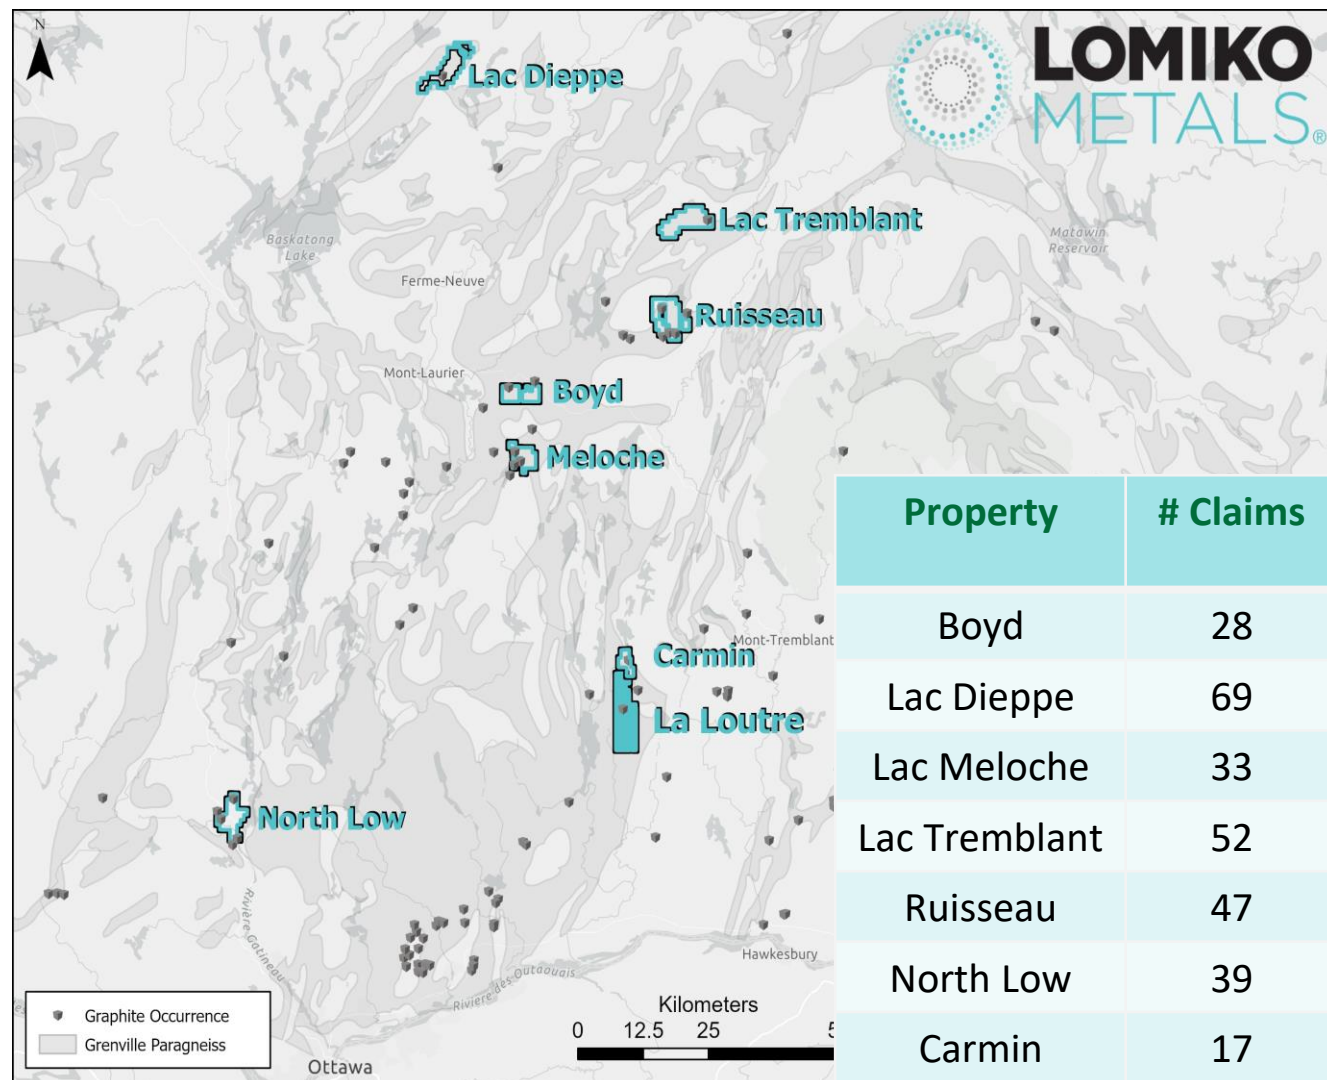 N
LOMIKO
METALS®
Lac Dieppe
Lac Tremblant
Baskatong
Lake
Matawin
Reservoir
Ferme-Neuve
Ruisseau
Mont-Laurier
Boyd
Meloche
Property # Claims
Boyd 28
Lac Dieppe 69
Lac Meloche 33
Lac Tremblant 52
Ruisseau 47
North Low 39
Carmin 17
Mont-Tremblant
Carmin
La Loutre
North Low
Rivière Gatineau
Rivière des Outaouais
Hawkesbury
Graphite Occurrence
Grenville Paragneiss
Ottawa
Kilometers
0 12.5 25